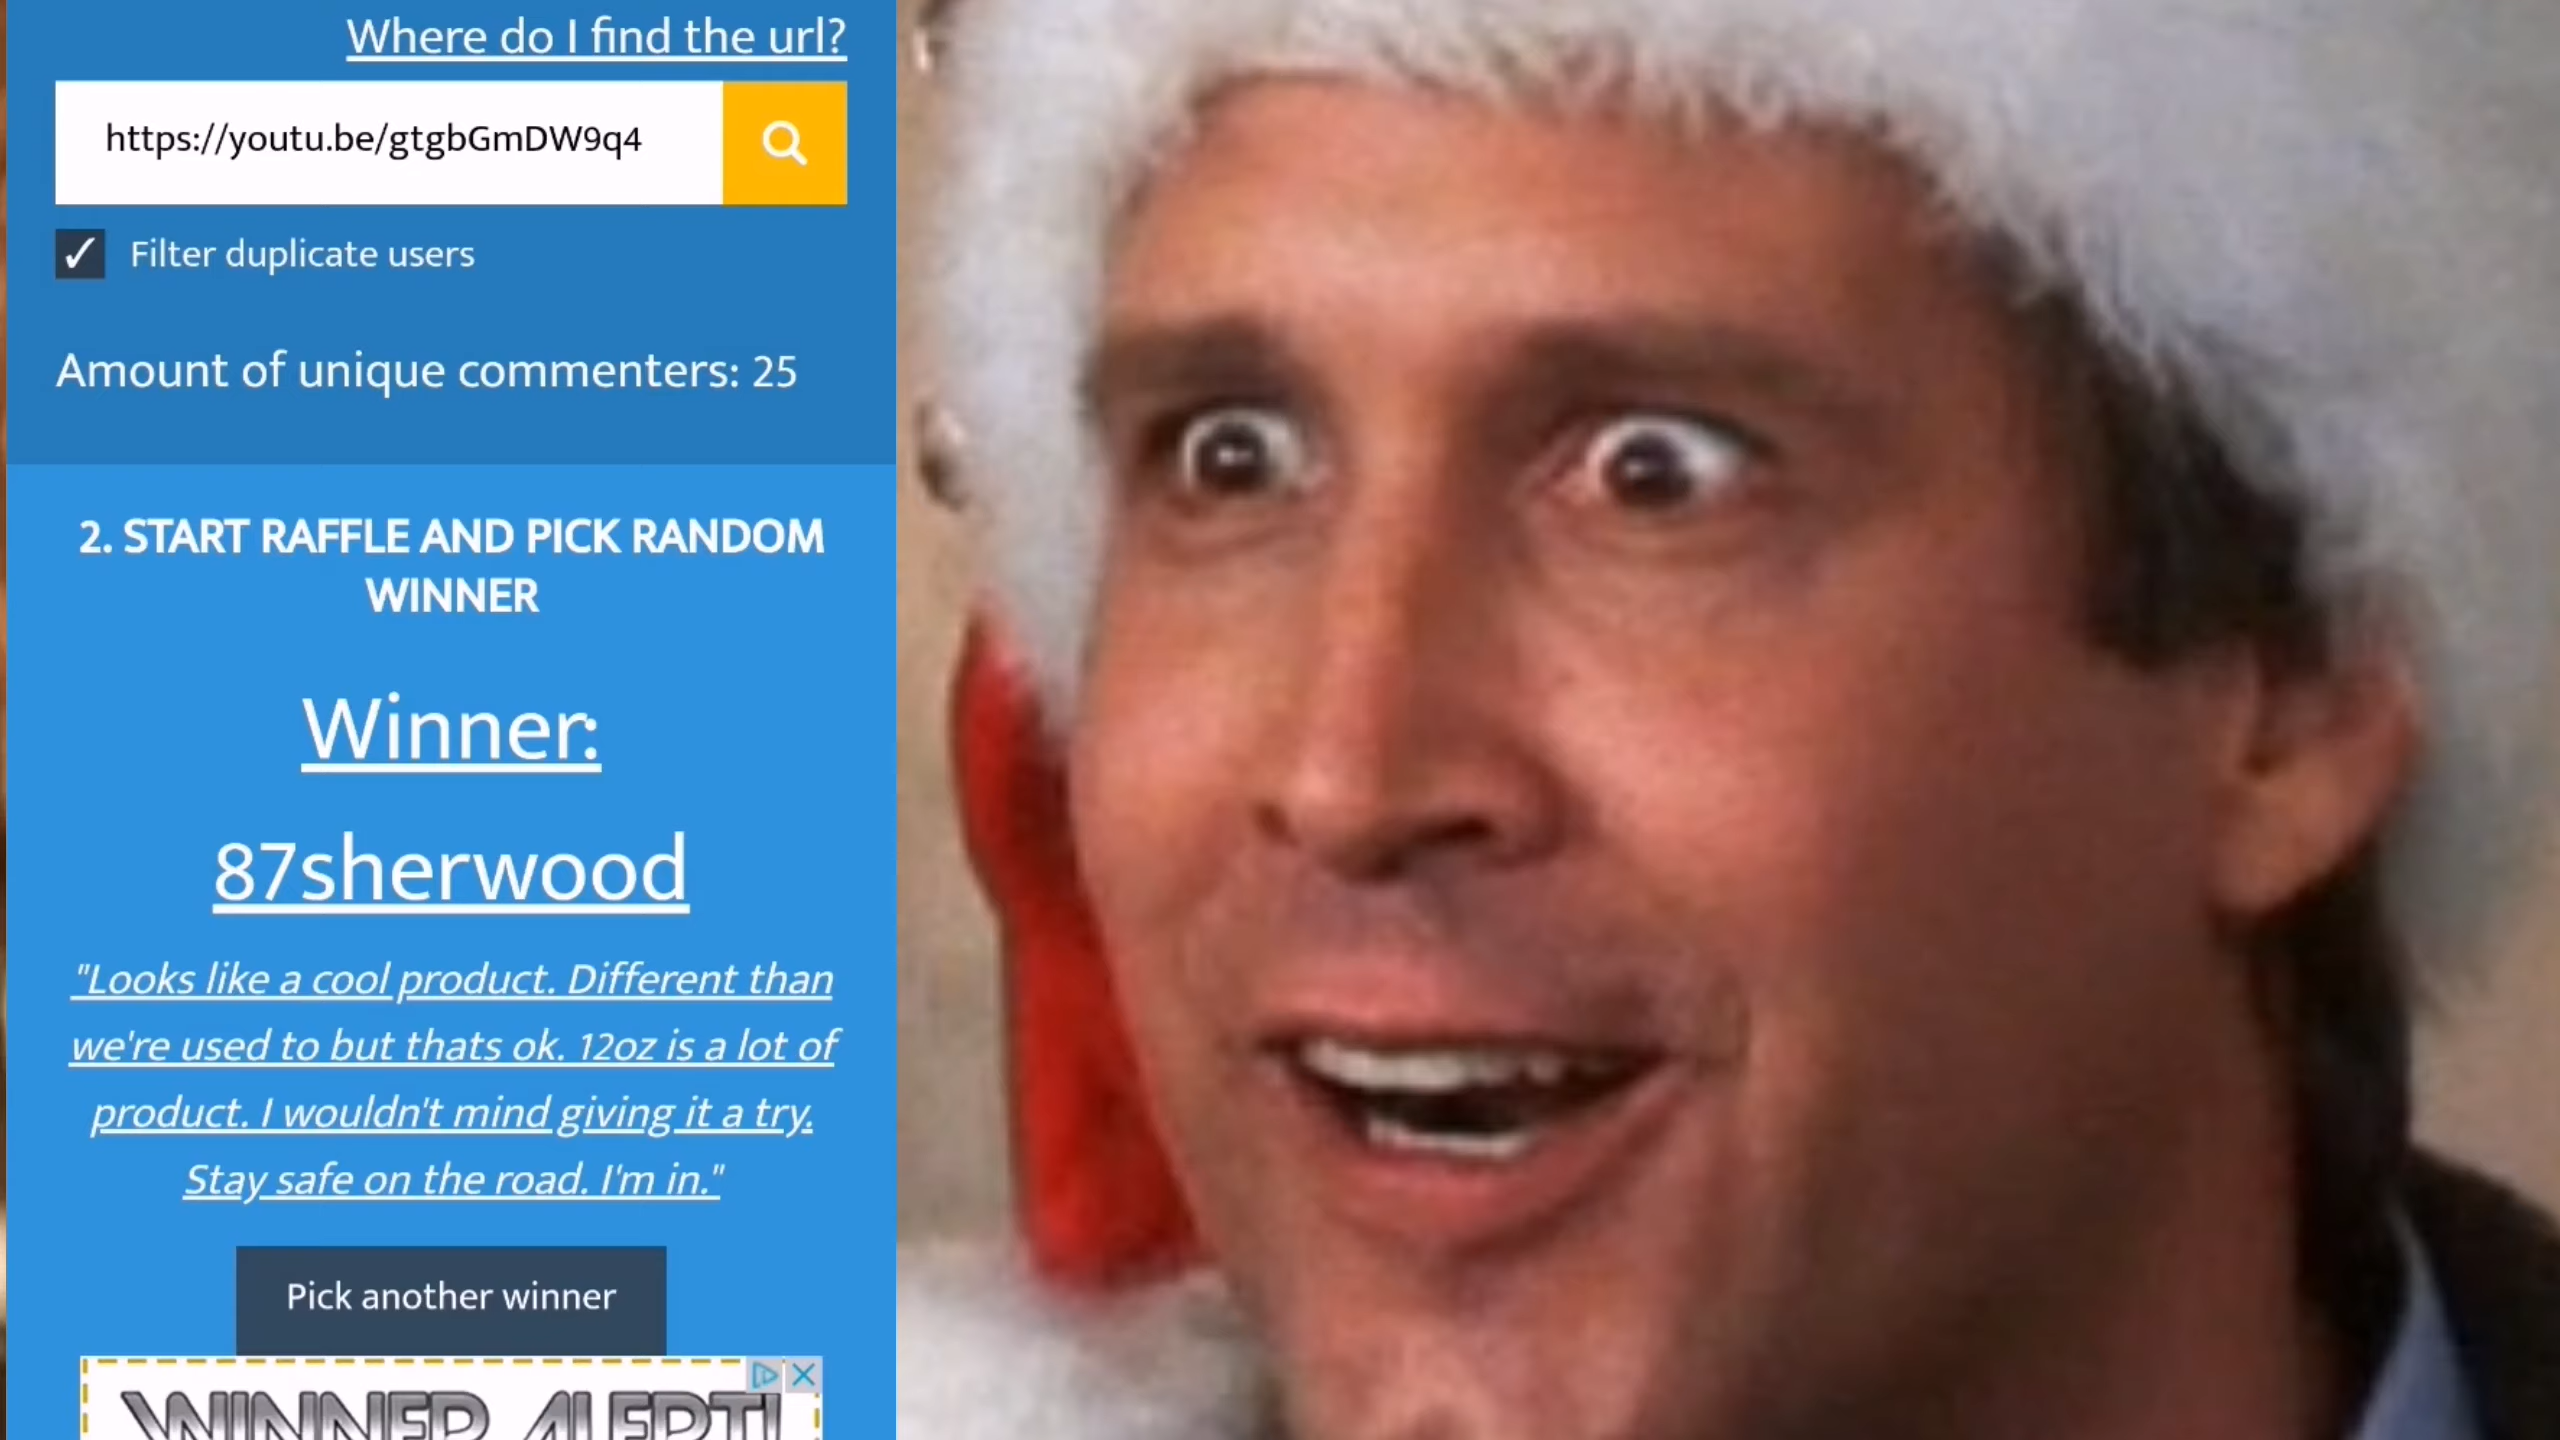 Where do I find the url?
https://youtu.be/gtgbGmDW9q4
Filter duplicate users
Amount of unique commenters: 25
2. START RAFFLE AND PICK RANDOM
WINNER
Winner:
87sherwood
"Looks like a cool product. Different than
we're used to but thats ok. 12oz is a lot of
product. I wouldn't mind giving it a try.
Stay safe on the road. I'm in."
Pick another winner
WINNER ALERT!